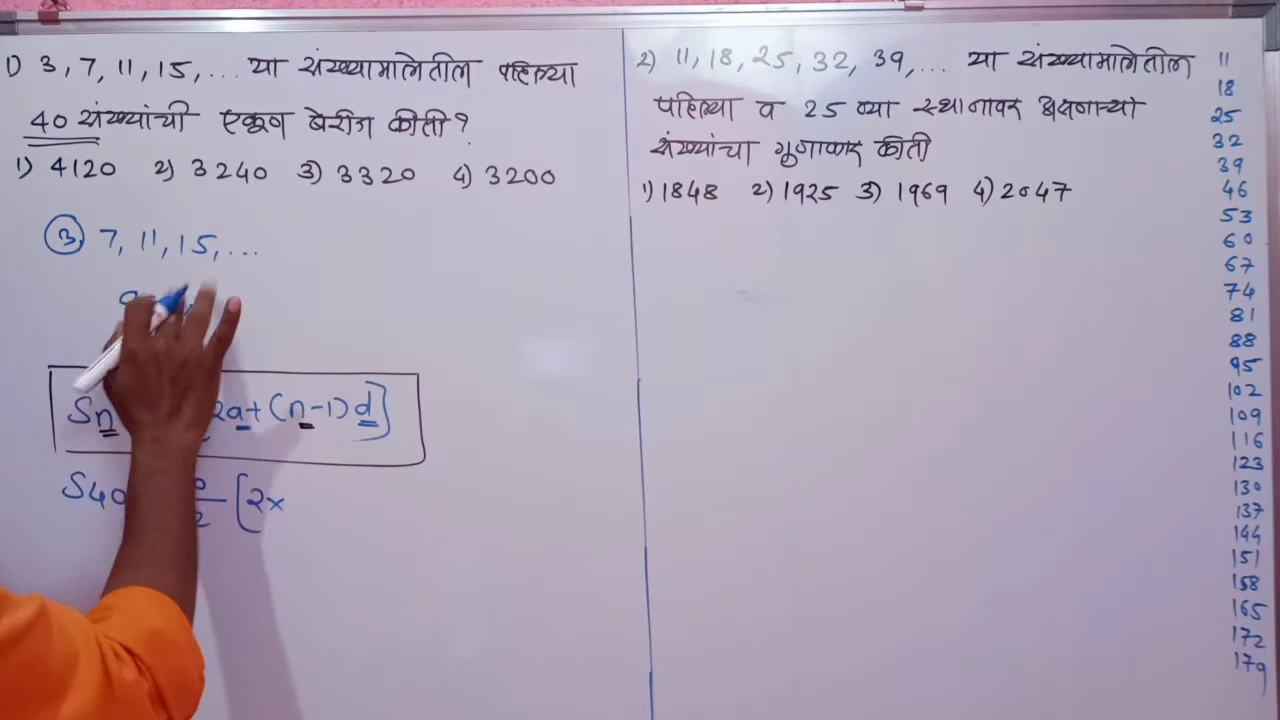 1) 3, 7, 11, 15, ... या संख्यामालेतील पहिल्या
40 संख्यांची एकूण बेरीज कीती?
1) 4120 2) 3240 3) 3320 4) 3200
3, 7, 11, 15, ...
Sn 2a+(n-1)d]
S40 2 [2×
2) 11, 18, 25, 32, 39, ... या संख्यामालेतील
पहिल्या व 25 व्या स्थानावर असणाऱ्या
संख्यांचा गुणाकार कीती
1) 1848 2) 1925 3) 1969 4) 2047
11
18
25
32
39
46
53
60
67
74
81
88
95
102
109
116
123
130
137
144
151
158
165
172
179